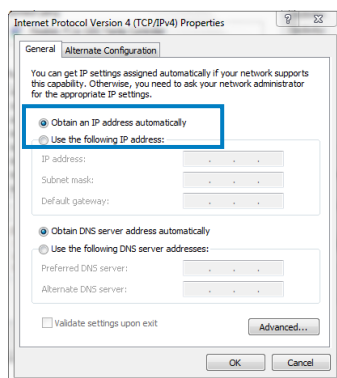 Internet Protocol Version 4 (TCP/IPv4) Properties
General Alternate Configuration
You can get IP settings assigned automatically if your network supports
this capability. Otherwise, you need to ask your network administrator
for the appropriate IP settings.
Obtain an IP address automatically
Use the following IP address:
IP address:
Subnet mask:
Default gateway:
Obtain DNS server address automatically
Use the following DNS server addresses:
Preferred DNS server:
Alternate DNS server:
Validate settings upon exit
Advanced...
OK Cancel